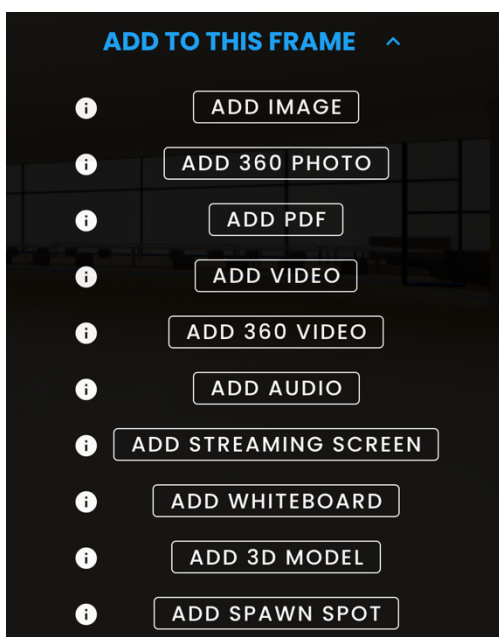 ADD TO THIS FRAME
ADD IMAGE
ADD 360 PHOTO
ADD PDF
ADD VIDEO
ADD 360 VIDEO
ADD AUDIO
ADD STREAMING SCREEN
ADD WHITEBOARD
ADD 3D MODEL
ADD SPAWN SPOT